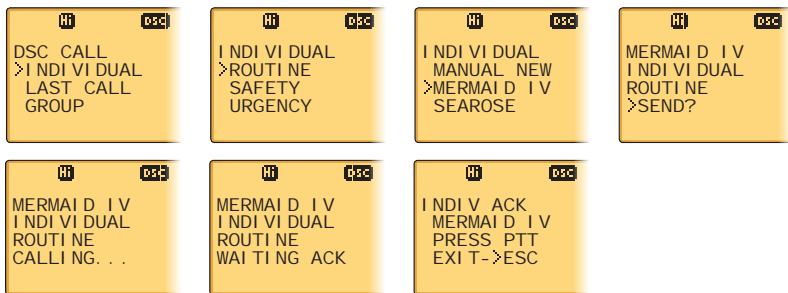 Hi DSC
DSC CALL
>INDIVIDUAL
LAST CALL
GROUP
Hi DSC
INDIVIDUAL
>ROUTINE
SAFETY
URGENCY
Hi DSC
INDIVIDUAL
MANUAL NEW
>MERMAID IV
SEAROSE
Hi DSC
MERMAID IV
INDIVIDUAL
ROUTINE
>SEND?
Hi DSC
MERMAID IV
INDIVIDUAL
ROUTINE
CALLING...
Hi DSC
MERMAID IV
INDIVIDUAL
ROUTINE
WAITING ACK
Hi DSC
INDIV ACK
MERMAID IV
PRESS PTT
EXIT->ESC